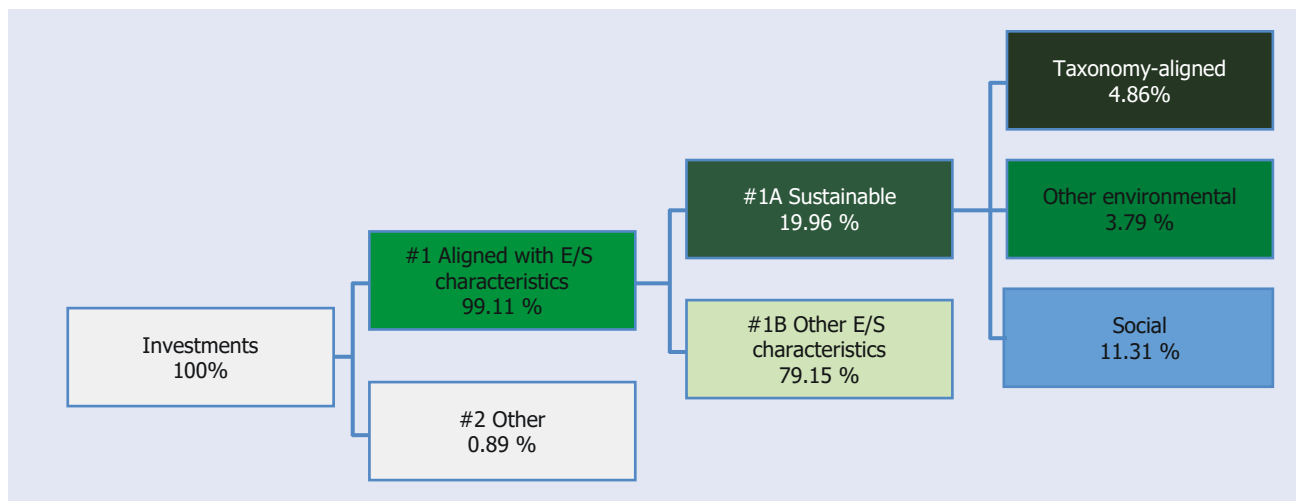 Investments
100%
#1 Aligned with E/S
characteristics
99.11 %
#2 Other
0.89 %
#1A Sustainable
19.96 %
#1B Other E/S
characteristics
79.15 %
Taxonomy-aligned
4.86%
Other environmental
3.79 %
Social
11.31 %